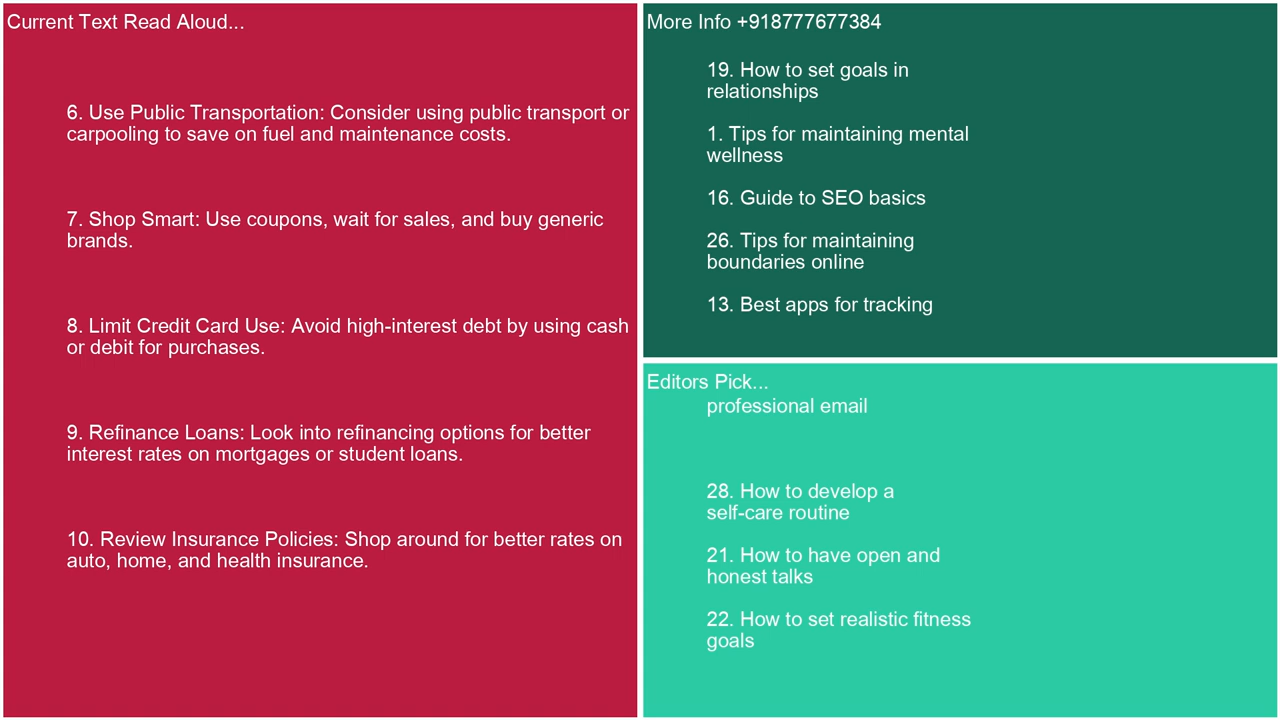 Current Text Read Aloud...
6. Use Public Transportation: Consider using public transport or
carpooling to save on fuel and maintenance costs.
7. Shop Smart: Use coupons, wait for sales, and buy generic
brands.
8. Limit Credit Card Use: Avoid high-interest debt by using cash
or debit for purchases.
9. Refinance Loans: Look into refinancing options for better
interest rates on mortgages or student loans.
10. Review Insurance Policies: Shop around for better rates on
auto, home, and health insurance.
More Info +918777677384
19. How to set goals in
relationships
1. Tips for maintaining mental
wellness
16. Guide to SEO basics
26. Tips for maintaining
boundaries online
13. Best apps for tracking
Editors Pick...
professional email
28. How to develop a
self-care routine
21. How to have open and
honest talks
22. How to set realistic fitness
goals